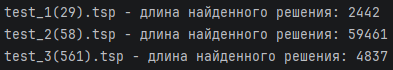 test_1(29).tsp - длина найденного решения: 2442
test_2(58).tsp - длина найденного решения: 59461
test_3(561).tsp - длина найденного решения: 4837